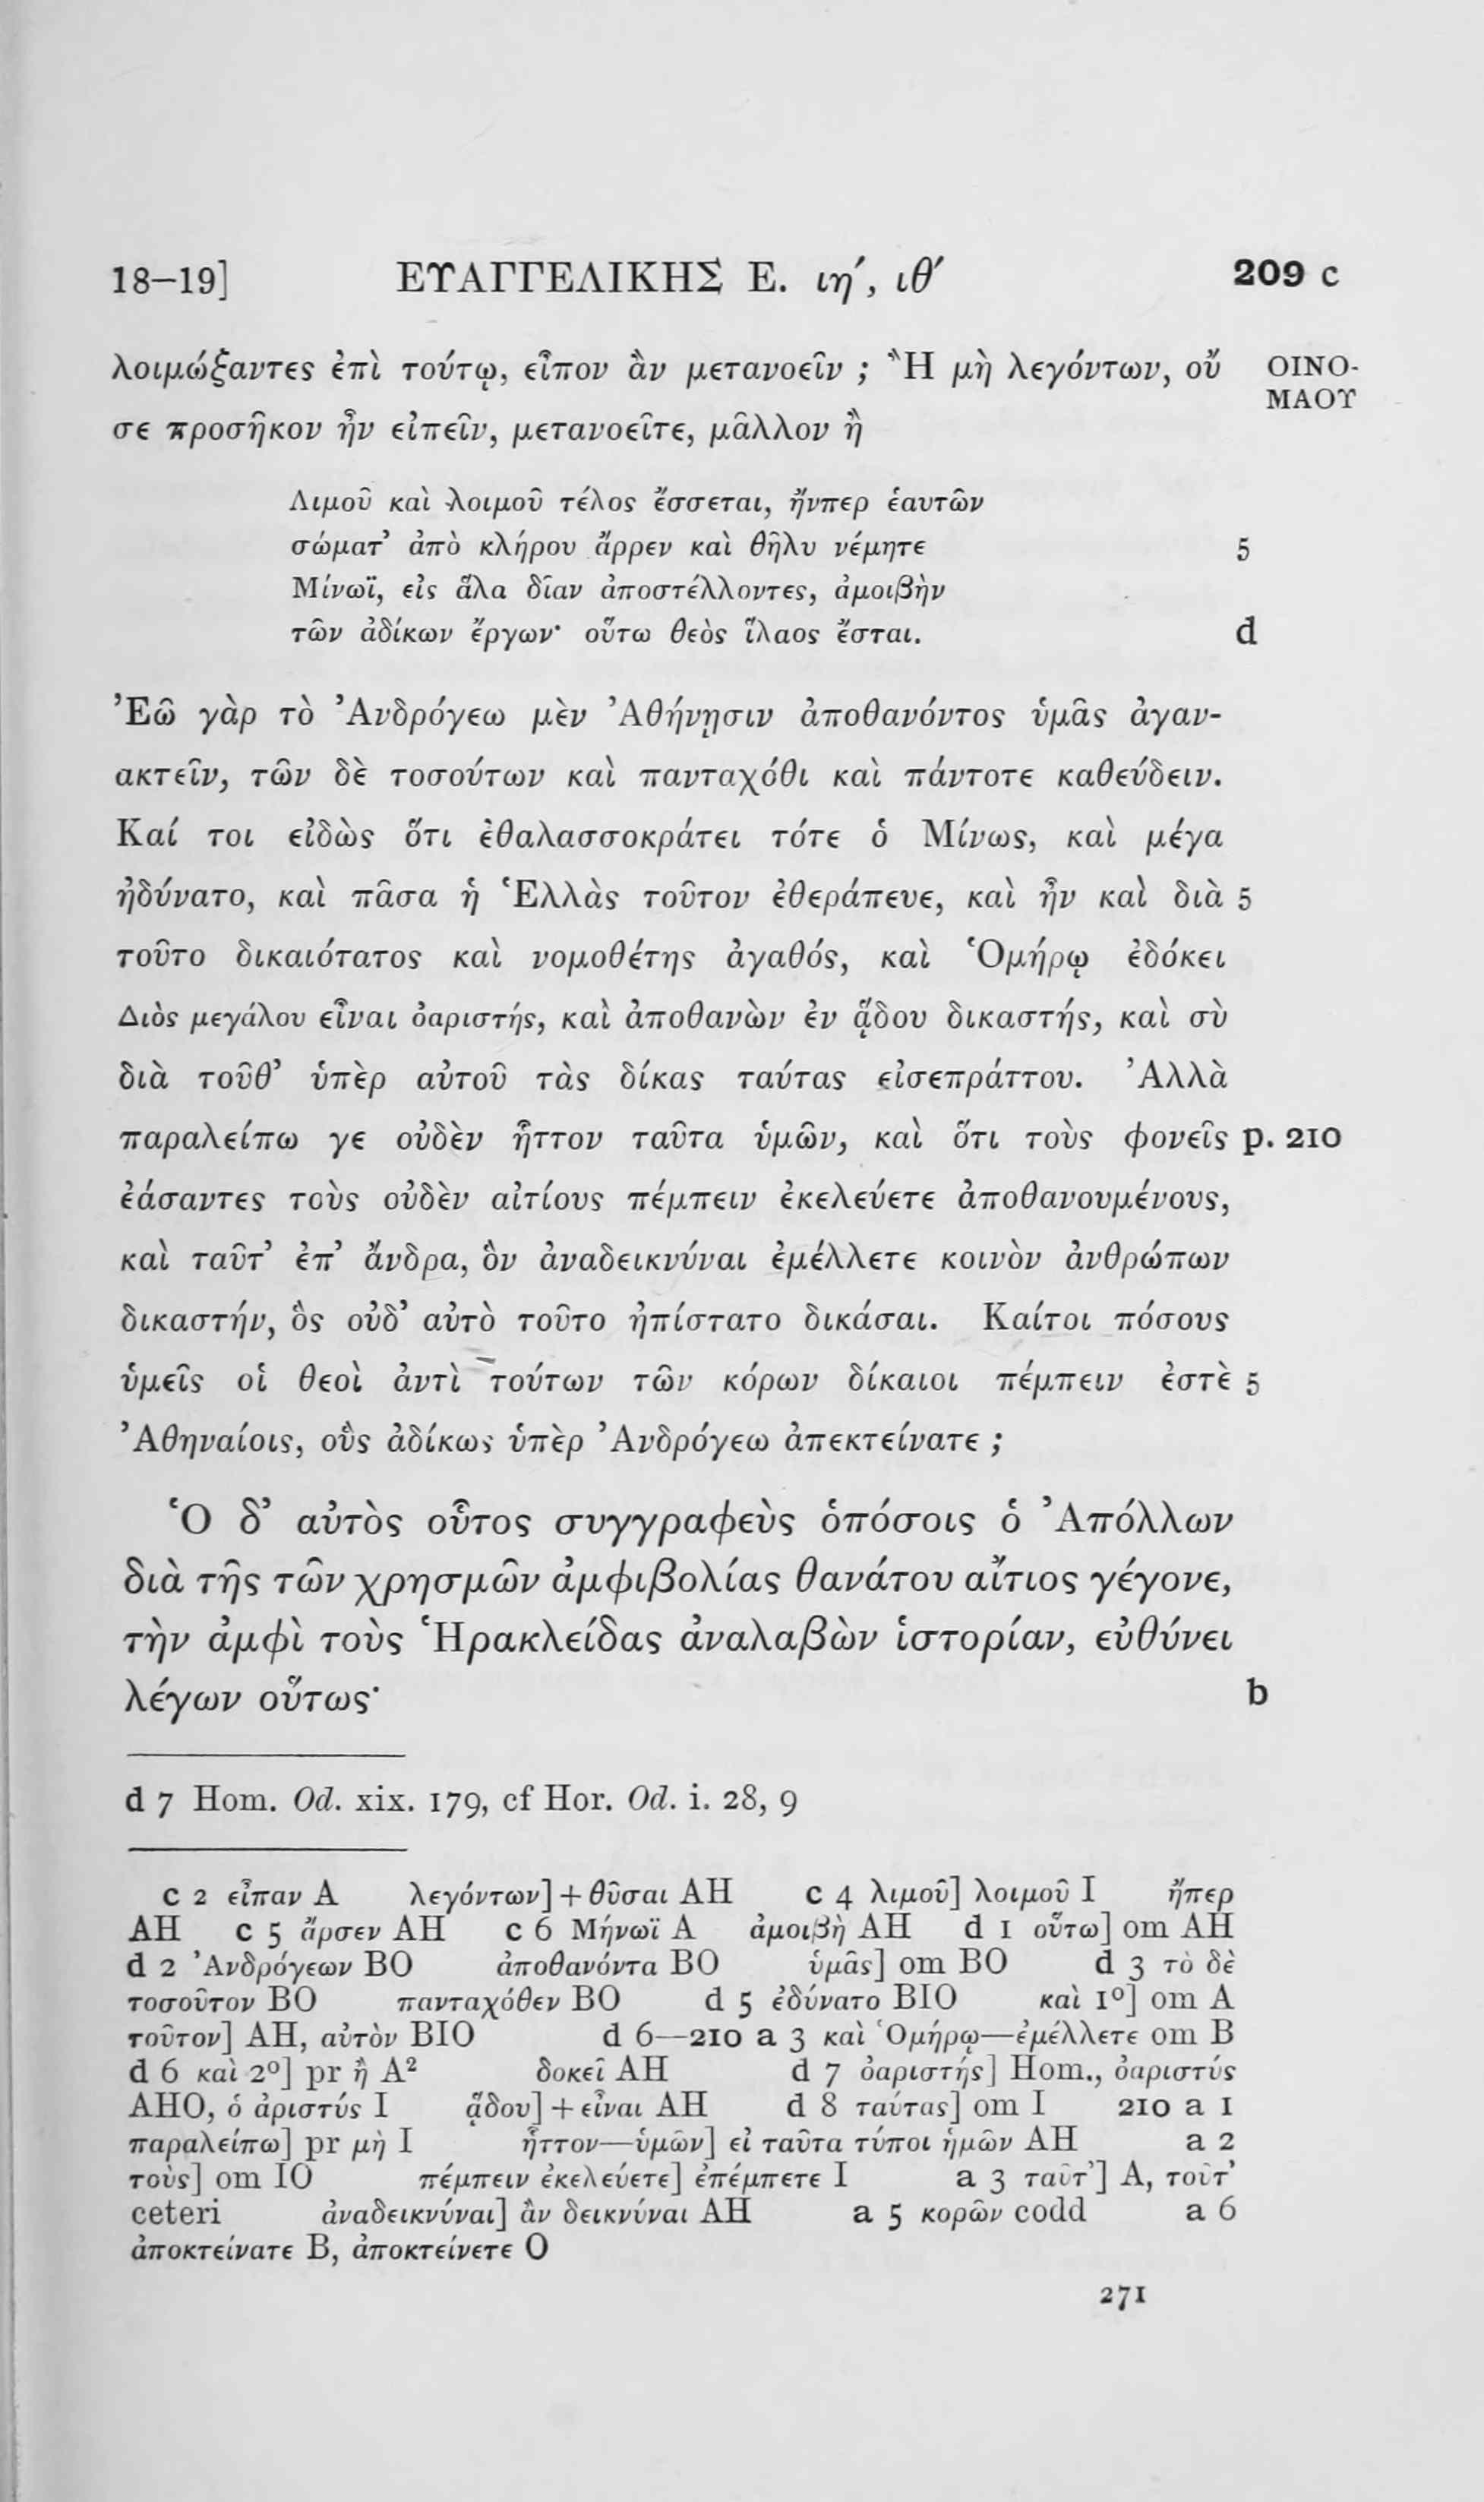 18–19] ΕΥΑΓΓΕΛΙΚΗΣ Ε. ιη΄, ιθ΄ 209 c
λοιμώξαντες ἐπὶ τούτῳ, εἶπον ἂν μετανοεῖν ; Ἢ μὴ λεγόντων, οὔ ΟΙΝΟ-
ΜΑΟΥ
σε προσῆκον ἦν εἰπεῖν, μετανοεῖτε, μᾶλλον ἢ
Λιμοῦ καὶ λοιμοῦ τέλος ἔσσεται, ἤνπερ ἑαυτῶν
σώματ’ ἀπὸ κλήρου ἄρρεν καὶ θῆλυ νέμητε 5
Μίνωϊ, εἰς ἅλα δῖαν ἀποστέλλοντες, ἀμοιβὴν
τῶν ἀδίκων ἔργων· οὕτω θεὸς ἵλαος ἔσται. d
Ἐῶ γὰρ τὸ Ἀνδρόγεω μὲν Ἀθήνῃσιν ἀποθανόντος ὑμᾶς ἀγαν-
ακτεῖν, τῶν δὲ τοσούτων καὶ πανταχόθι καὶ πάντοτε καθεύδειν.
Καί τοι εἰδὼς ὅτι ἐθαλασσοκράτει τότε ὁ Μίνως, καὶ μέγα
ἠδύνατο, καὶ πᾶσα ἡ Ἑλλὰς τοῦτον ἐθεράπευε, καὶ ἦν καὶ διὰ 5
τοῦτο δικαιότατος καὶ νομοθέτης ἀγαθός, καὶ Ὁμήρῳ ἐδόκει
Διὸς μεγάλου εἶναι ὀαριστής, καὶ ἀποθανὼν ἐν ᾅδου δικαστής, καὶ σὺ
διὰ τοῦθ’ ὑπὲρ αὐτοῦ τὰς δίκας ταύτας εἰσεπράττου. Ἀλλὰ
παραλείπω γε οὐδὲν ἧττον ταῦτα ὑμῶν, καὶ ὅτι τοὺς φονεῖς p. 210
ἐάσαντες τοὺς οὐδὲν αἰτίους πέμπειν ἐκελεύετε ἀποθανουμένους,
καὶ ταῦτ’ ἐπ’ ἄνδρα, ὃν ἀναδεικνύναι ἐμέλλετε κοινὸν ἀνθρώπων
δικαστήν, ὃς οὐδ’ αὐτὸ τοῦτο ἠπίστατο δικάσαι. Καίτοι πόσους
ὑμεῖς οἱ θεοὶ ἀντὶ τούτων τῶν κόρων δίκαιοι πέμπειν ἐστὲ 5
Ἀθηναίοις, οὓς ἀδίκως ὑπὲρ Ἀνδρόγεω ἀπεκτείνατε ;
Ὁ δ’ αὐτὸς οὗτος συγγραφεὺς ὁπόσοις ὁ Ἀπόλλων
διὰ τῆς τῶν χρησμῶν ἀμφιβολίας θανάτου αἴτιος γέγονε,
τὴν ἀμφὶ τοὺς Ἡρακλείδας ἀναλαβὼν ἱστορίαν, εὐθύνει
λέγων οὕτως· b
d 7 Hom. Od. xix. 179, cf Hor. Od. i. 28, 9
c 2 εἶπαν A λεγόντων] + θῦσαι AH c 4 λιμοῦ] λοιμοῦ I ἤπερ
AH c 5 ἄρσεν AH c 6 Μήνωϊ A ἀμοιβὴ AH d 1 οὕτω] om AH
d 2 Ἀνδρόγεων BO ἀποθανόντα BO ὑμᾶς] om BO d 3 τὸ δὲ
τοσοῦτον BO πανταχόθεν BO d 5 ἐδύνατο BIO καὶ 1º] om A
τοῦτον] AH, αὐτὸν BIO d 6—210 a 3 καὶ Ὁμήρῳ—ἐμέλλετε om B
d 6 καὶ 2º] pr ἢ A² δοκεῖ AH d 7 ὀαριστής] Hom., ὀαριστύς
AHO, ὁ ἀριστύς I ᾅδου] + εἶναι AH d 8 ταύτας] om I 210 a 1
παραλείπω] pr μὴ I ἧττον—ὑμῶν] εἰ ταῦτα τύποι ἡμῶν AH a 2
τοὺς] om IO πέμπειν ἐκελεύετε] ἐπέμπετε I a 3 ταῦτ’] A, τοῦτ’
ceteri ἀναδεικνύναι] ἂν δεικνύναι AH a 5 κορῶν codd a 6
ἀποκτείνατε B, ἀποκτείνετε O
271